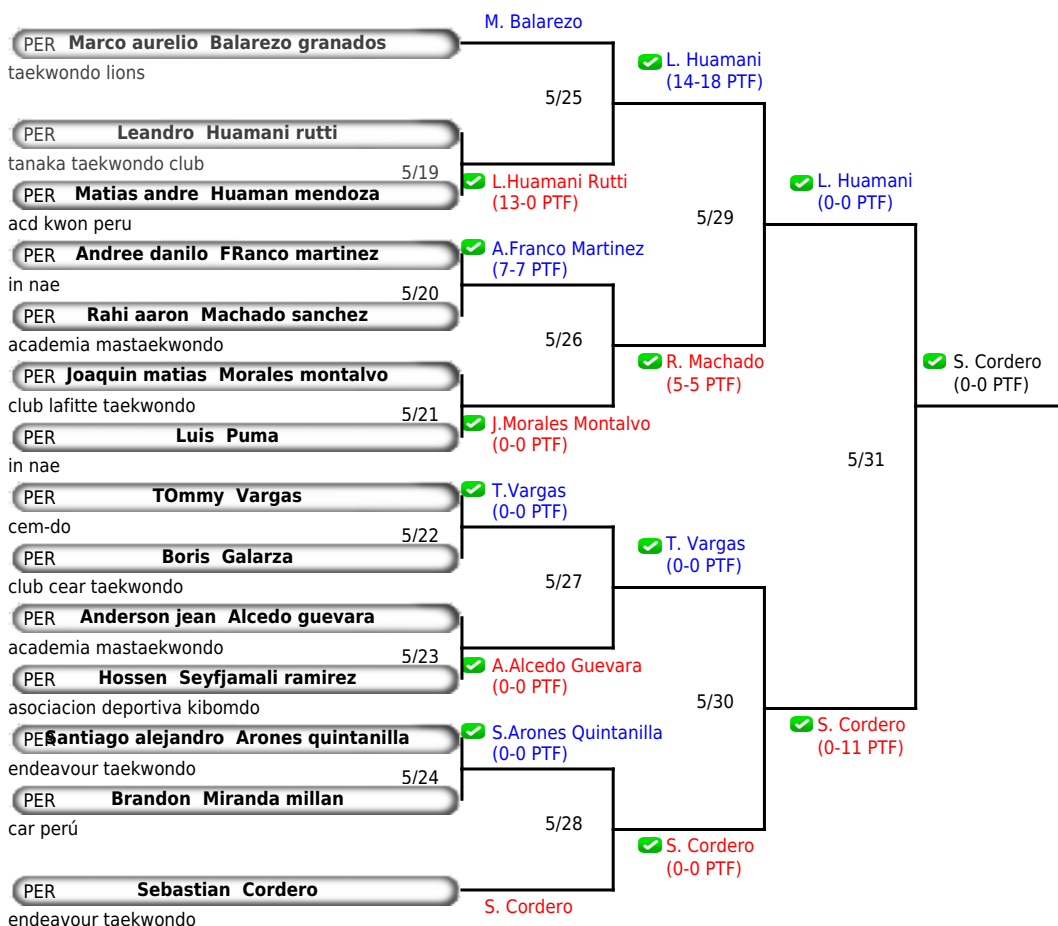 M. Balarezo
PER Marco aurelio Balarezo granados
taekwondo lions
L. Huamani
(14-18 PTF)
5/25
PER Leandro Huamani rutti
tanaka taekwondo club
5/19
L.Huamani Rutti
(13-0 PTF)
PER Matias andre Huaman mendoza
acd kwon peru
L. Huamani
(0-0 PTF)
5/29
PER Andree danilo FRanco martinez
in nae
A.Franco Martinez
(7-7 PTF)
5/20
PER Rahi aaron Machado sanchez
academia mastaekwondo
5/26
R. Machado
(5-5 PTF)
S. Cordero
(0-0 PTF)
PER Joaquin matias Morales montalvo
club lafitte taekwondo
5/21
J.Morales Montalvo
(0-0 PTF)
PER Luis Puma
in nae
5/31
PER TOmmy Vargas
cem-do
T.Vargas
(0-0 PTF)
5/22
PER Boris Galarza
club cear taekwondo
T. Vargas
(0-0 PTF)
5/27
PER Anderson jean Alcedo guevara
academia mastaekwondo
5/23
A.Alcedo Guevara
(0-0 PTF)
PER Hossen Seyfjamali ramirez
asociacion deportiva kibomdo
5/30
S. Cordero
(0-11 PTF)
PER Santiago alejandro Arones quintanilla
endeavour taekwondo
S.Arones Quintanilla
(0-0 PTF)
5/24
PER Brandon Miranda millan
car perú
5/28
S. Cordero
(0-0 PTF)
PER Sebastian Cordero
endeavour taekwondo
S. Cordero